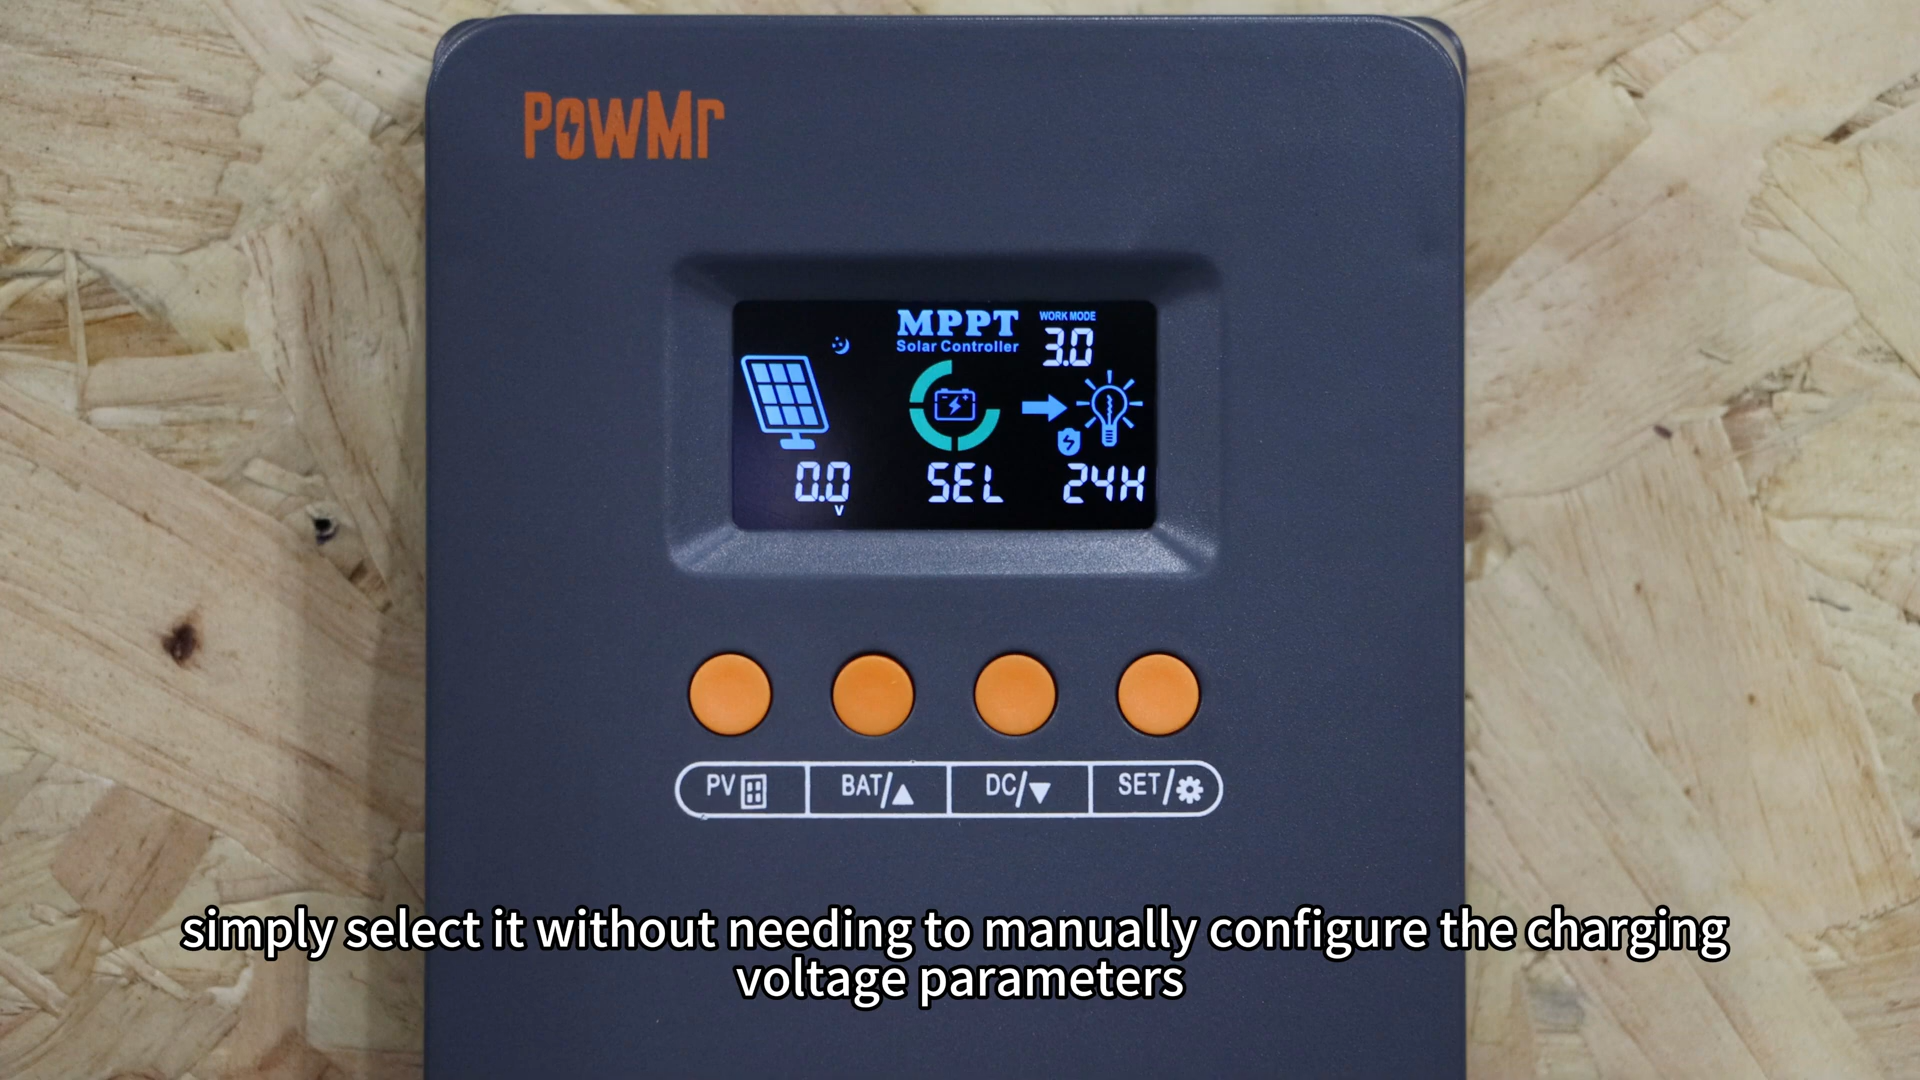 PowMr
MPPT
Solar Controller
WORK MODE
3.0
0.0
V
SEL
24H
PV
BAT/▲
DC/▼
SET/
simply select it without needing to manually configure the charging
voltage parameters